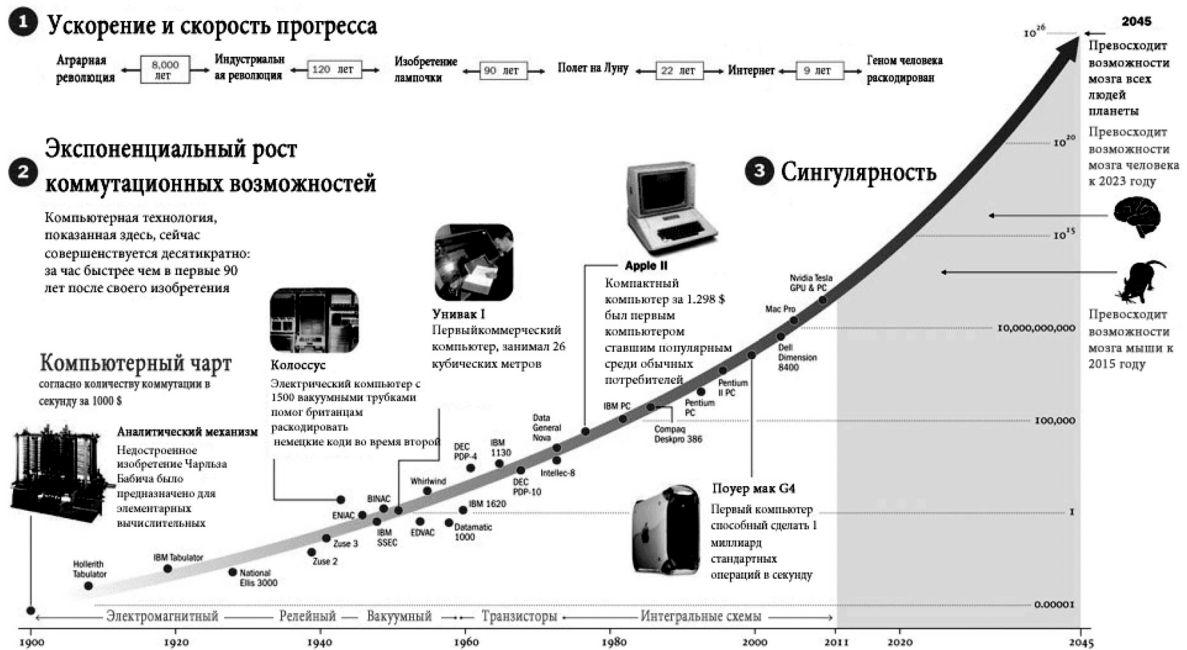 1 Ускорение и скорость прогресса
Аграрная
революция
8,000
лет
Индустриальн
ая революция
120 лет
Изобретение
лампочки
90 лет
Полет на Луну
22 лет
Интернет
9 лет
Геном человека
раскодирован
2 Экспоненциальный рост
коммутационных возможностей
Компьютерная технология,
показанная здесь, сейчас
совершенствуется десятикратно:
за час быстрее чем в первые 90
лет после своего изобретения
3 Сингулярность
2045
Превосходит
возможности
мозга всех
людей
планеты
Превосходит
возможности
мозга человека
к 2023 году
Превосходит
возможности
мозга мыши к
2015 году
10²⁶
10²⁰
10¹⁵
10,000,000,000
100,000
1
0.00001
Компьютерный чарт
согласно количеству коммутации в
секунду за 1000 $
Аналитический механизм
Недостроенное
изобретение Чарльза
Бабича было
предназначено для
элементарных
вычислительных
Колоссус
Электрический компьютер с
1500 вакуумными трубками
помог британцам
раскодировать
немецкие коди во время второй
Унивак I
Первыйкоммерческий
компьютер, занимал 26
кубических метров
Apple II
Компактный
компьютер за 1.298 $
был первым
компьютером
ставшим популярным
среди обычных
потребителей
Поуер мак G4
Первый компьютер
способный сделать 1
миллиард
стандартных
операций в секунду
Hollerith
Tabulator
IBM Tabulator
National
Ellis 3000
Zuse 2
Zuse 3
ENIAC
BINAC
IBM
SSEC
Whirlwind
EDVAC
Datamatic
1000
IBM 1620
DEC
PDP-4
IBM
1130
DEC
PDP-10
Data
General
Nova
Intellec-8
IBM PC
Compaq
Deskpro 386
Pentium
PC
Pentium
II PC
Dell
Dimension
8400
Mac Pro
Nvidia Tesla
GPU & PC
Электромагнитный
Релейный
Вакуумный
Транзисторы
Интегральные схемы
1900
1920
1940
1960
1980
2000
2011
2020
2045